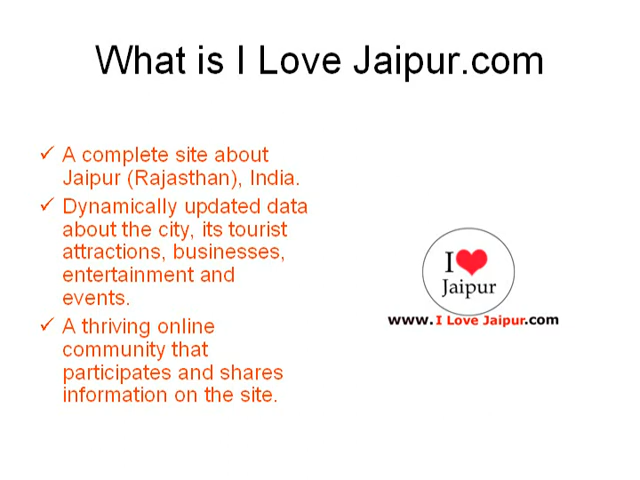 What is I Love Jaipur.com
A complete site about
Jaipur (Rajasthan), India.
Dynamically updated data
about the city, its tourist
attractions, businesses,
entertainment and
events.
A thriving online
community that
participates and shares
information on the site.
I ❤ Jaipur
www.I Love Jaipur.com